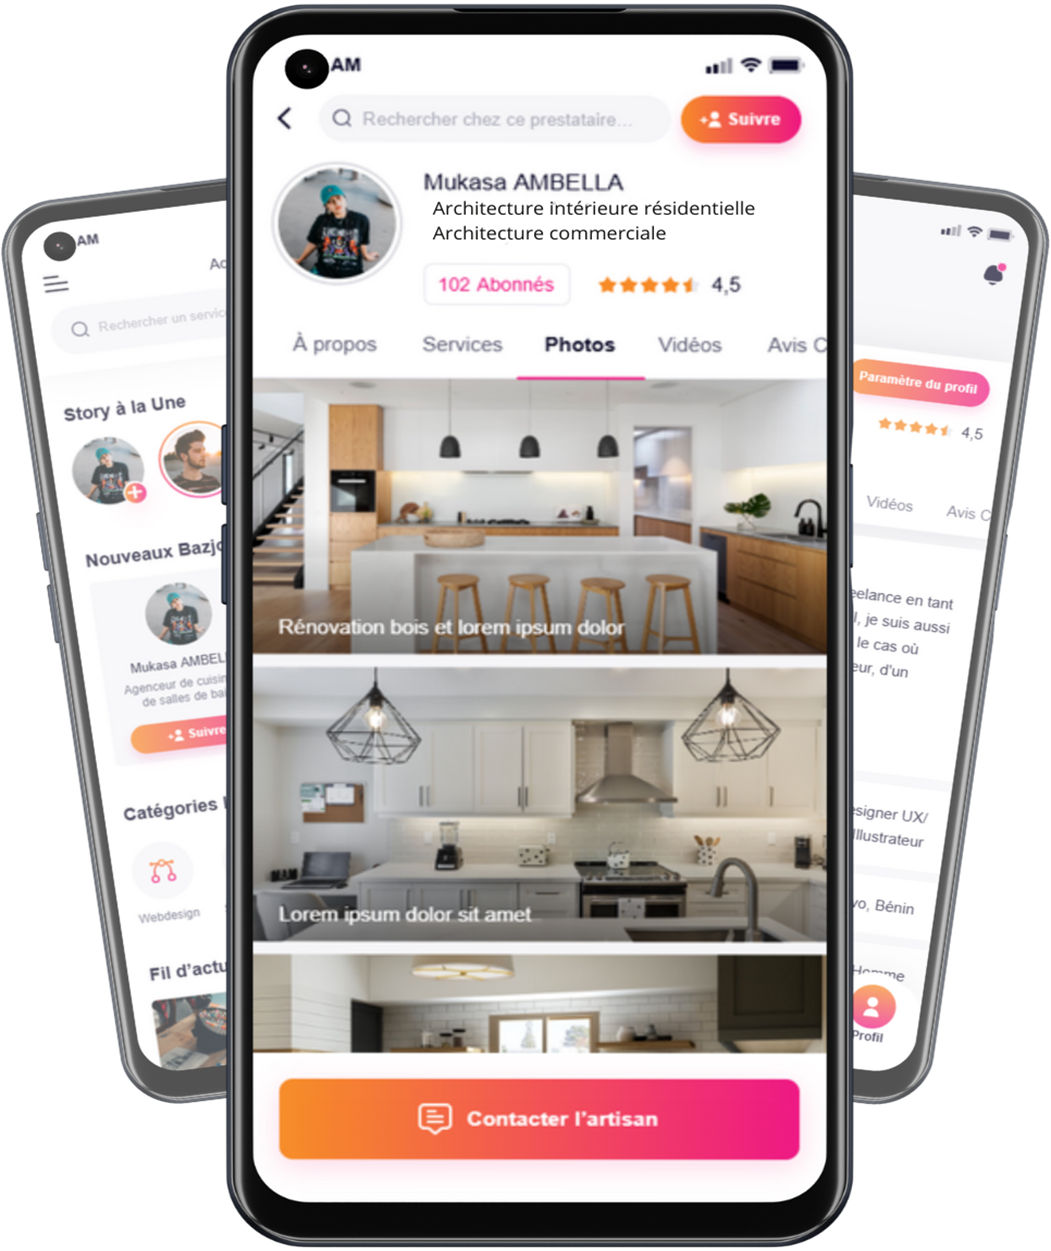 AM
Rechercher chez ce prestataire...
Suivre
Mukasa AMBELLA
Architecture intérieure résidentielle
Architecture commerciale
102 Abonnés
4,5
À propos
Services
Photos
Vidéos
Avis C
Rénovation bois et lorem ipsum dolor
Lorem ipsum dolor sit amet
Contacter l'artisan
AM
Ac
Rechercher un servic
Story à la Une
Nouveaux Bazjo
Mukasa AMBEL
Agenceur de cuisin
de salles de ba
Suivre
Catégories
Webdesign
Fil d'actu
Paramètre du profil
4,5
Vidéos
Avis C
eelance en tant
l, je suis aussi
le cas où
eur, d'un
esigner UX/
Illustrateur
vo, Bénin
Homme
Profil